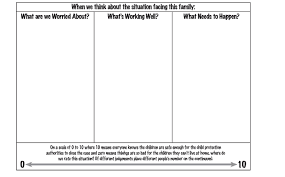 When we think about the situation facing this family:
What are we Worried About?
What's Working Well?
What Needs to Happen?
On a scale of 0 to 10 where 10 means everyone knows the children are safe enough for the child protection
authorities to close the case and zero means things are so bad for the children they can't live at home, where do
we rate this situation? (If different judgements place different people's number on the continuum).
0
10